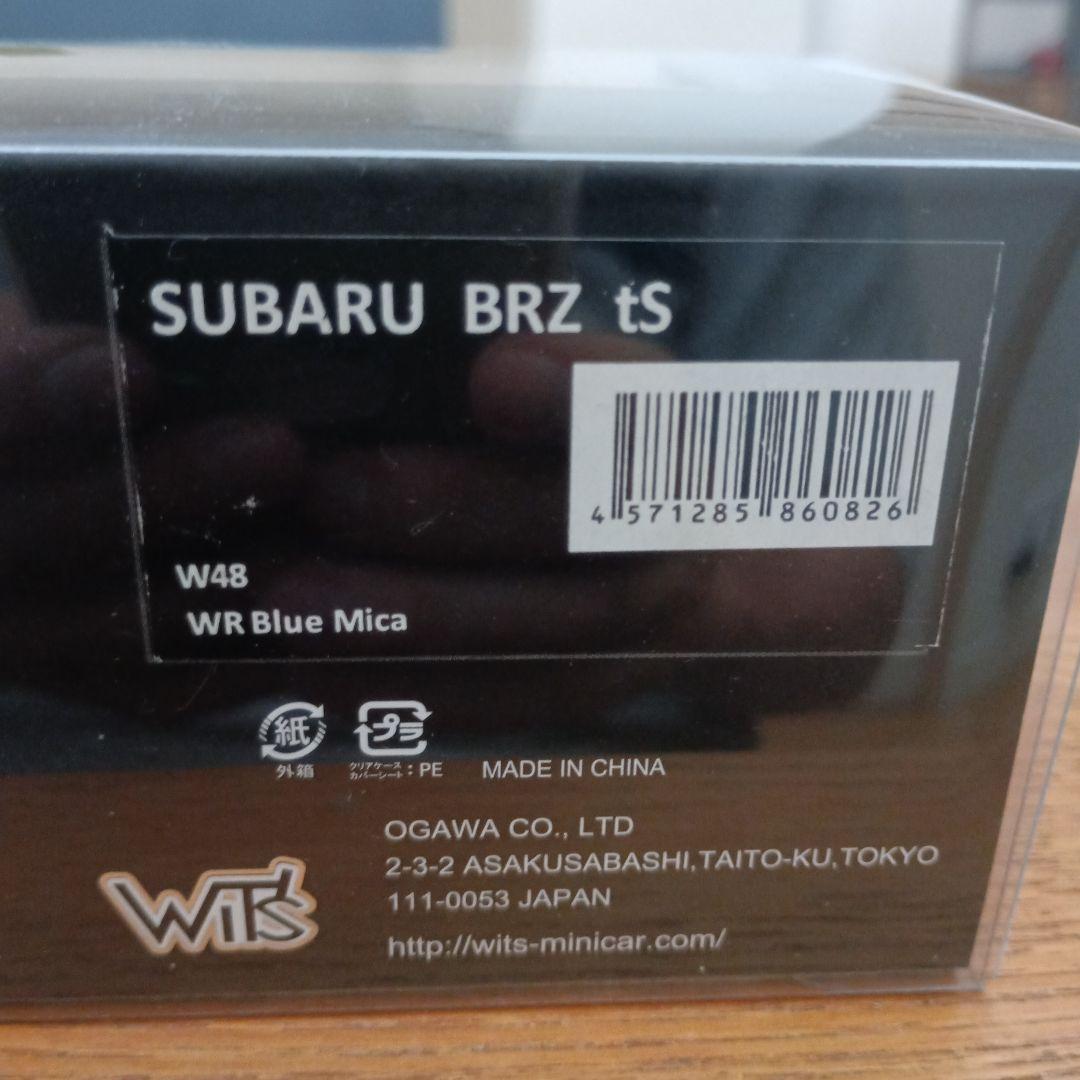 SUBARU BRZ tS
4 571285 860826
W48
WR Blue Mica
紙
プラ
外箱
クリアケース
カバーシート：PE
MADE IN CHINA
OGAWA CO., LTD
2-3-2 ASAKUSABASHI,TAITO-KU,TOKYO
111-0053 JAPAN
http://wits-minicar.com/
WiT's